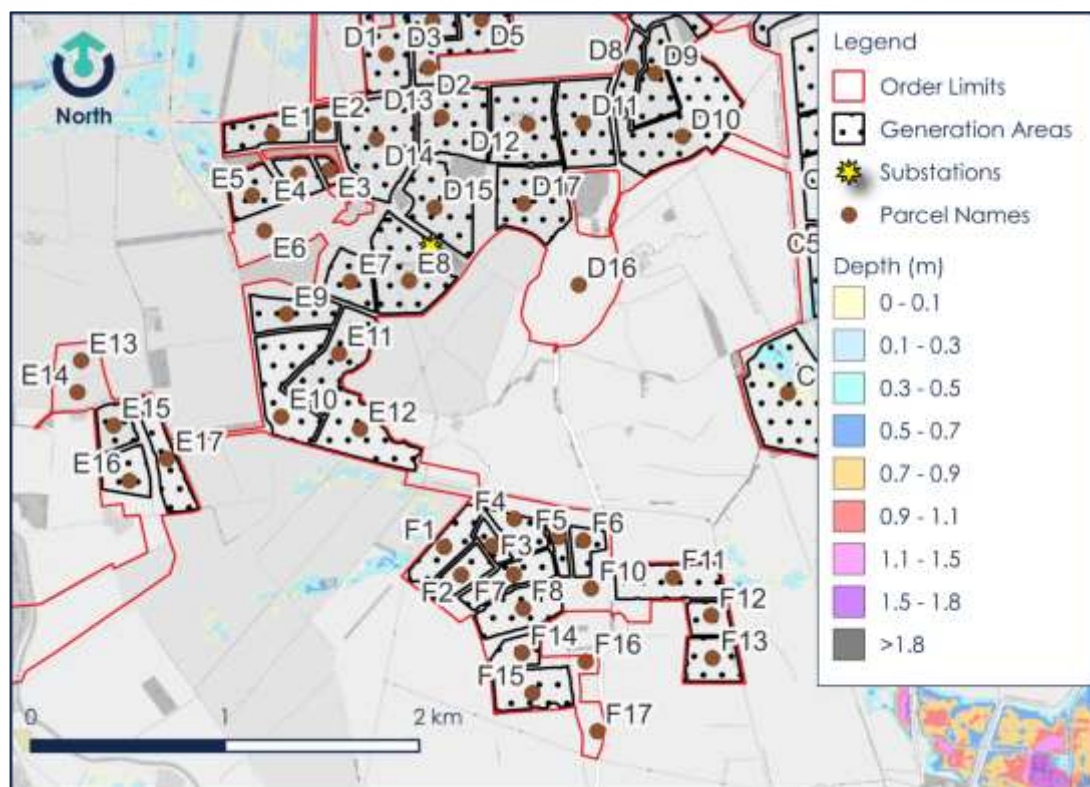 North
D1
D3
D5
D2
D8
D9
E1
E2
D13
D12
D11
D10
D14
E5
E4
E3
D15
D17
E6
E7
E8
D16
C5
E9
E11
E13
E14
E10
E12
C
E15
E16
E17
F4
F1
F5
F6
F3
F2
F7
F8
F10
F11
F12
F14
F16
F13
F15
F17
0
1
2 km
Legend
Order Limits
Generation Areas
Substations
Parcel Names
Depth (m)
0 - 0.1
0.1 - 0.3
0.3 - 0.5
0.5 - 0.7
0.7 - 0.9
0.9 - 1.1
1.1 - 1.5
1.5 - 1.8
>1.8